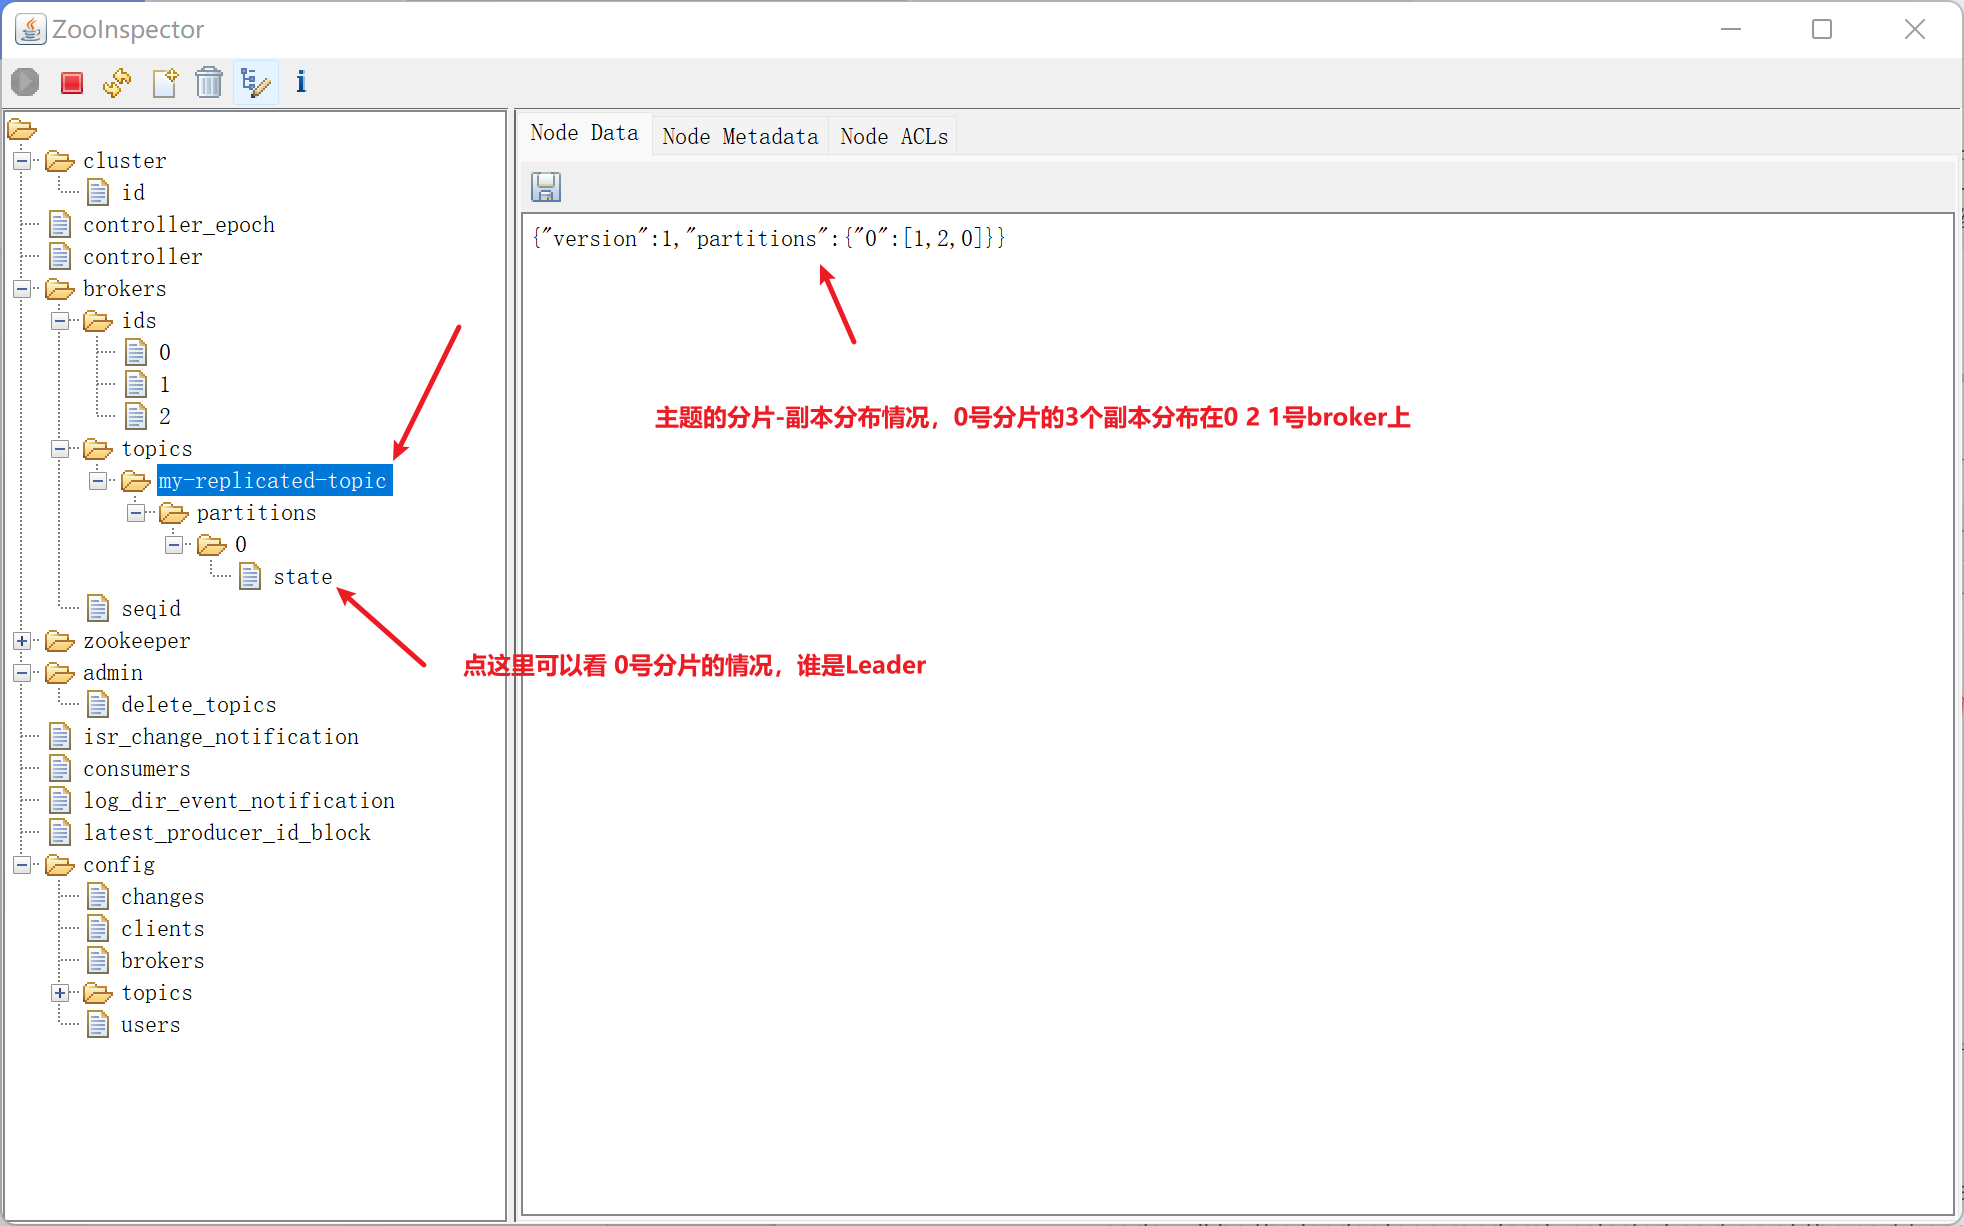 ZooInspector
cluster
id
controller_epoch
controller
brokers
ids
0
1
2
topics
my-replicated-topic
partitions
0
state
seqid
zookeeper
admin
delete_topics
isr_change_notification
consumers
log_dir_event_notification
latest_producer_id_block
config
changes
clients
brokers
topics
users
Node Data
Node Metadata
Node ACLs
{"version":1,"partitions":{"0":[1,2,0]}}
主题的分片-副本分布情况，0号分片的3个副本分布在0 2 1号broker上
点这里可以看 0号分片的情况，谁是Leader